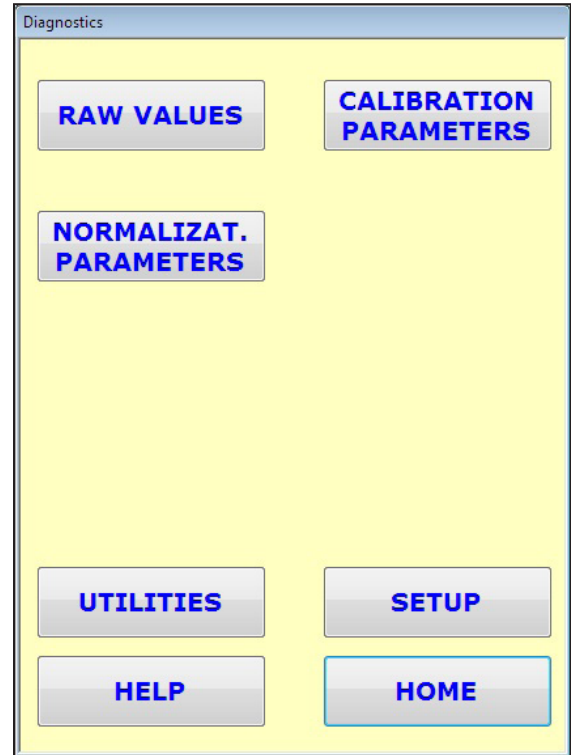 Diagnostics
RAW VALUES
CALIBRATION
PARAMETERS
NORMALIZAT.
PARAMETERS
UTILITIES
SETUP
HELP
HOME